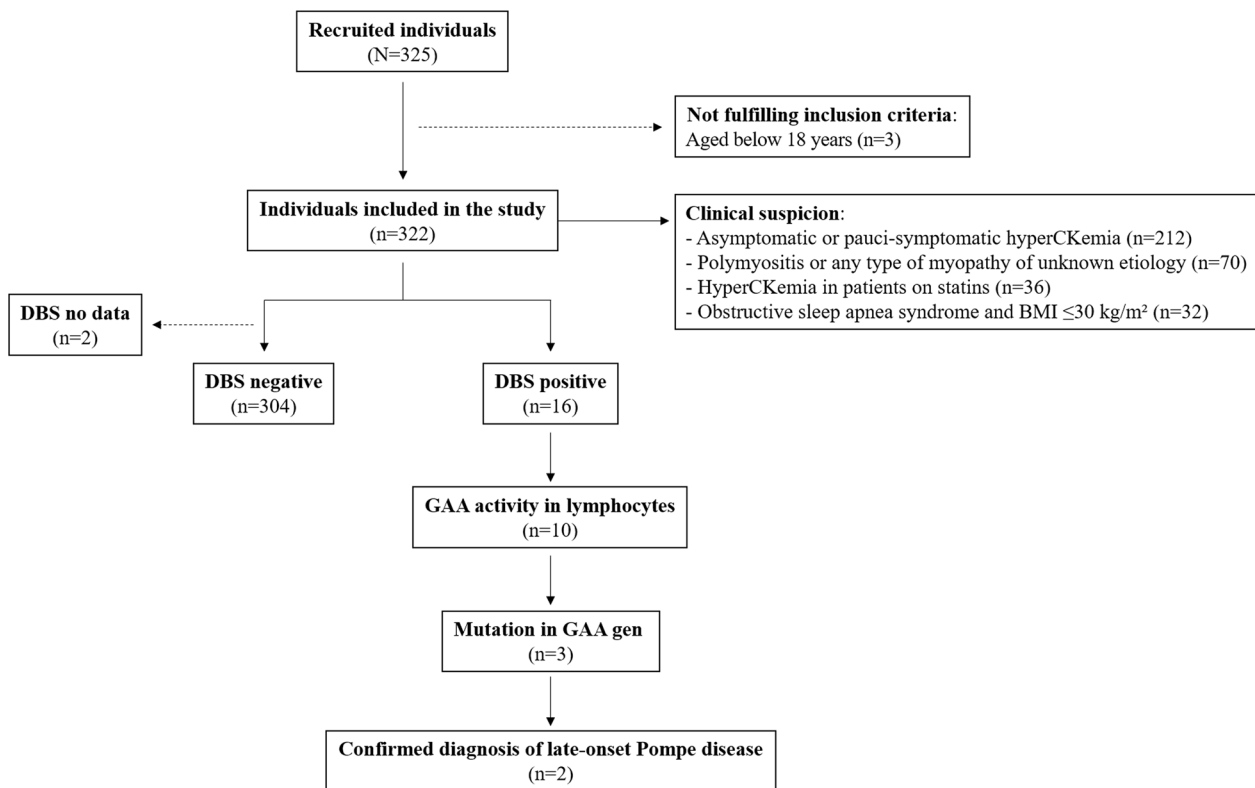 Recruited individuals
(N=325)
Not fulfilling inclusion criteria:
Aged below 18 years (n=3)
Individuals included in the study
(n=322)
Clinical suspicion:
- Asymptomatic or pauci-symptomatic hyperCKemia (n=212)
- Polymyositis or any type of myopathy of unknown etiology (n=70)
- HyperCKemia in patients on statins (n=36)
- Obstructive sleep apnea syndrome and BMI ≤30 kg/m² (n=32)
DBS no data
(n=2)
DBS negative
(n=304)
DBS positive
(n=16)
GAA activity in lymphocytes
(n=10)
Mutation in GAA gen
(n=3)
Confirmed diagnosis of late-onset Pompe disease
(n=2)